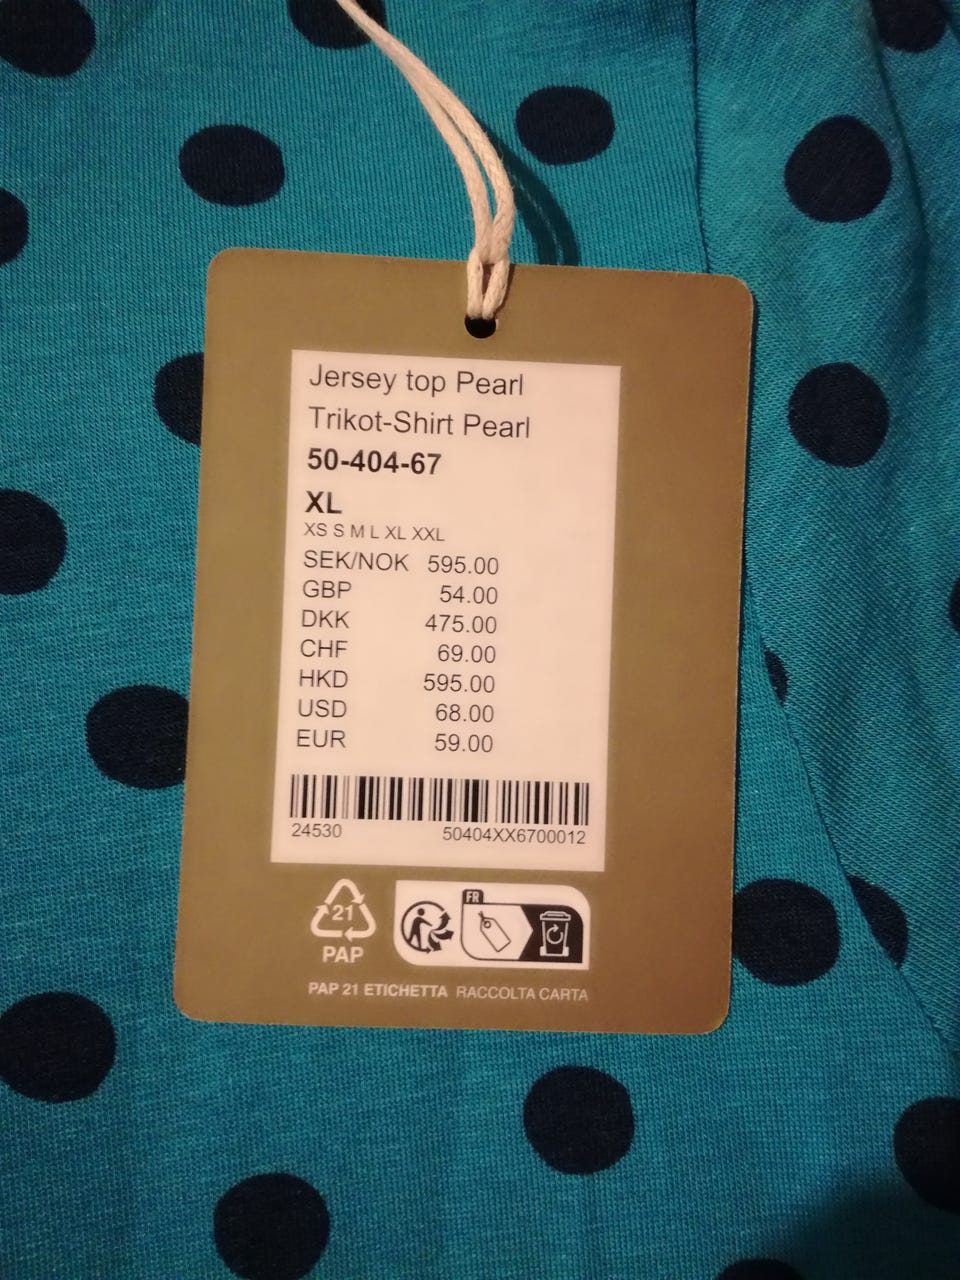 Jersey top Pearl
Trikot-Shirt Pearl
50-404-67
XL
XS S M L XL XXL
SEK/NOK 595.00
GBP 54.00
DKK 475.00
CHF 69.00
HKD 595.00
USD 68.00
EUR 59.00
24530 50404XX6700012
21
PAP
FR
PAP 21 ETICHETTA RACCOLTA CARTA